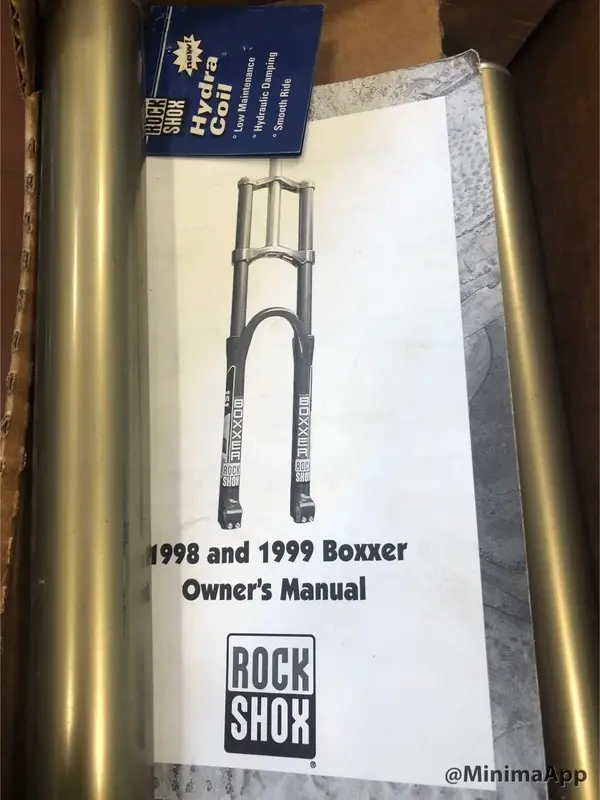 new!
ROCK
SHOX
Hydra
Coil
° Low Maintenance
° Hydraulic Damping
° Smooth Ride
151
BOXXER
ROCK
SHOX
BOXXER
ROCK
SHOX
1998 and 1999 Boxxer
Owner's Manual
ROCK
SHOX
®
@MinimaApp